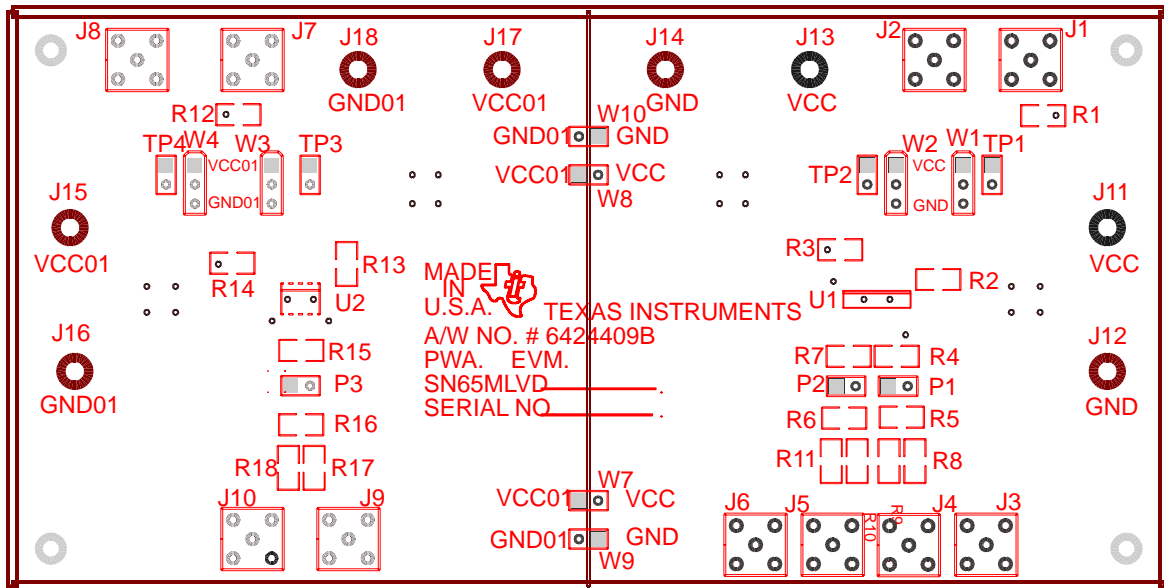 J8
J7
J18
J17
J14
J13
J2
J1
GND01
VCC01
GND
VCC
R12
W10
R1
GND01
GND
TP4
W4
W3
TP3
W2
W1
TP1
VCC01
VCC01
VCC
TP2
VCC
W8
GND01
GND
J15
J11
VCC01
VCC
R14
R13
R3
R2
U2
U1
MADE
IN
U.S.A.
TEXAS INSTRUMENTS
A/W NO. # 6424409B
PWA. EVM.
SN65MLVD
SERIAL NO
J16
J12
GND01
GND
R15
R7
R4
P3
P2
P1
R16
R6
R5
R18
R17
R11
R8
W7
VCC01
VCC
J10
J9
J6
J5
R10
R9
J4
J3
GND01
GND
W9